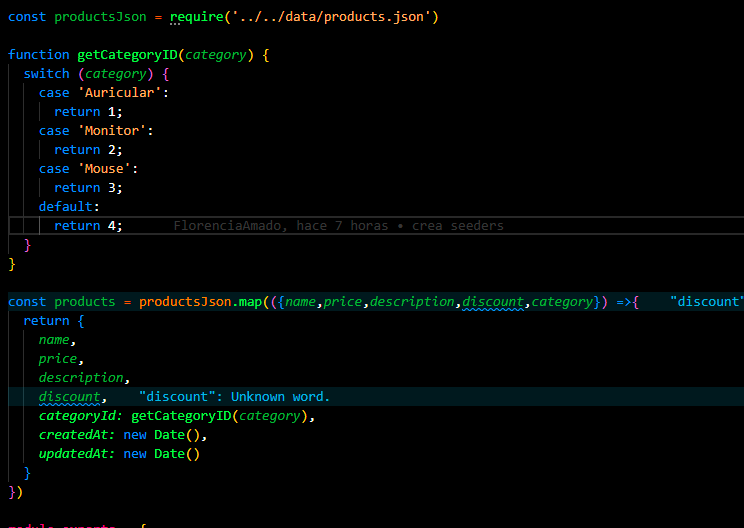 const productsJson = require('../../data/products.json')
function getCategoryID(category) {
switch (category) {
case 'Auricular':
return 1;
case 'Monitor':
return 2;
case 'Mouse':
return 3;
default:
return 4; FlorenciaAmado, hace 7 horas • crea seeders
}
}
const products = productsJson.map(({name,price,description,discount,category}) =>{ "discount"
return {
name,
price,
description,
discount, "discount": Unknown word.
categoryId: getCategoryID(category),
createdAt: new Date(),
updatedAt: new Date()
}
})
module.exports = {